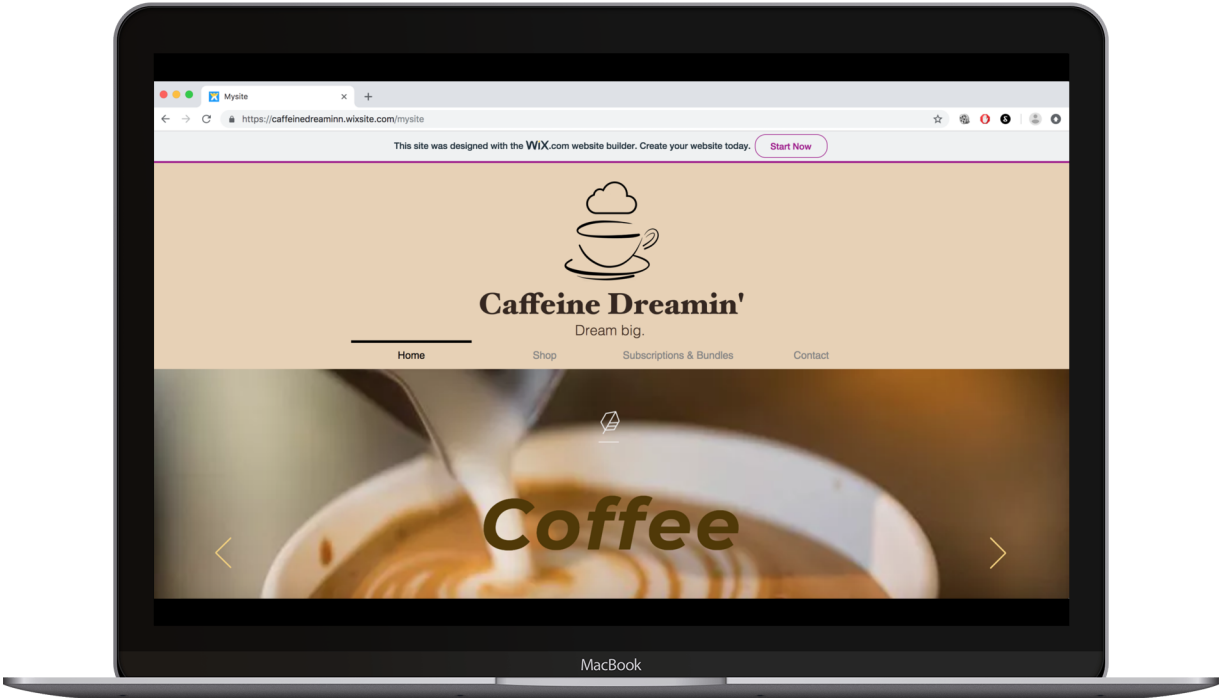 Mysite
https://caffeinedreaminn.wixsite.com/mysite
This site was designed with the WiX.com website builder. Create your website today. Start Now
Caffeine Dreamin'
Dream big.
Home Shop Subscriptions & Bundles Contact
Coffee
MacBook